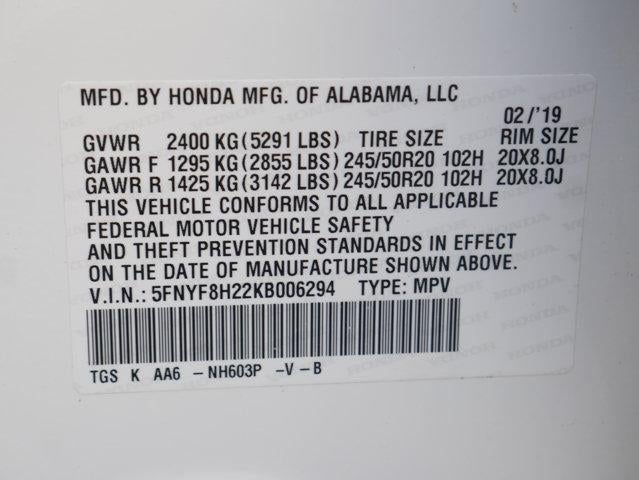 MFD. BY HONDA MFG. OF ALABAMA, LLC
02/'19
GVWR 2400 KG(5291 LBS) TIRE SIZE RIM SIZE
GAWR F 1295 KG(2855 LBS) 245/50R20 102H 20X8.0J
GAWR R 1425 KG(3142 LBS) 245/50R20 102H 20X8.0J
THIS VEHICLE CONFORMS TO ALL APPLICABLE
FEDERAL MOTOR VEHICLE SAFETY
AND THEFT PREVENTION STANDARDS IN EFFECT
ON THE DATE OF MANUFACTURE SHOWN ABOVE.
V.I.N.: 5FNYF8H22KB006294 TYPE: MPV
TGS K AA6 -NH603P -V-B